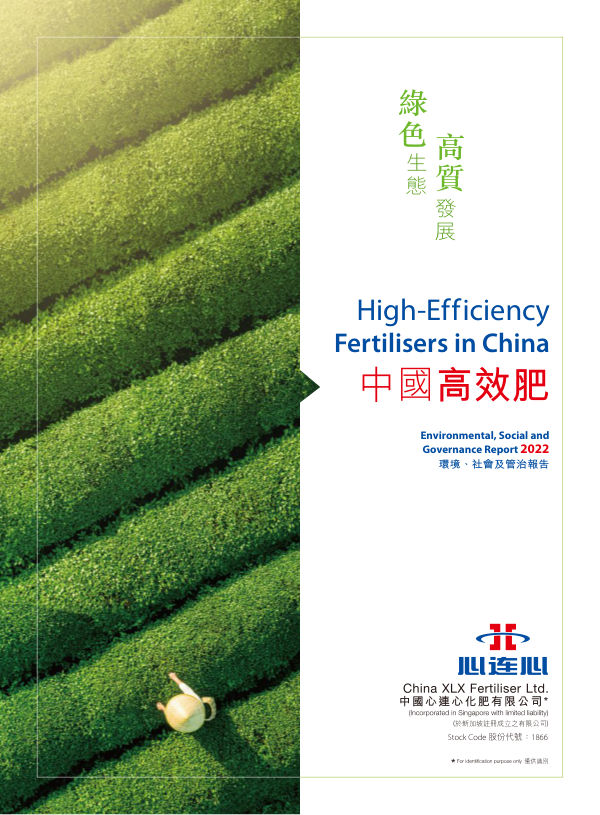 綠色生態
高質發展
High-Efficiency
Fertilisers in China
中國高效肥
Environmental, Social and
Governance Report 2022
環境、社會及管治報告
心连心
China XLX Fertiliser Ltd.
中國心連心化肥有限公司*
(Incorporated in Singapore with limited liability)
(於新加坡註冊成立之有限公司)
Stock Code 股份代號：1866
* For identification purpose only 僅供識別